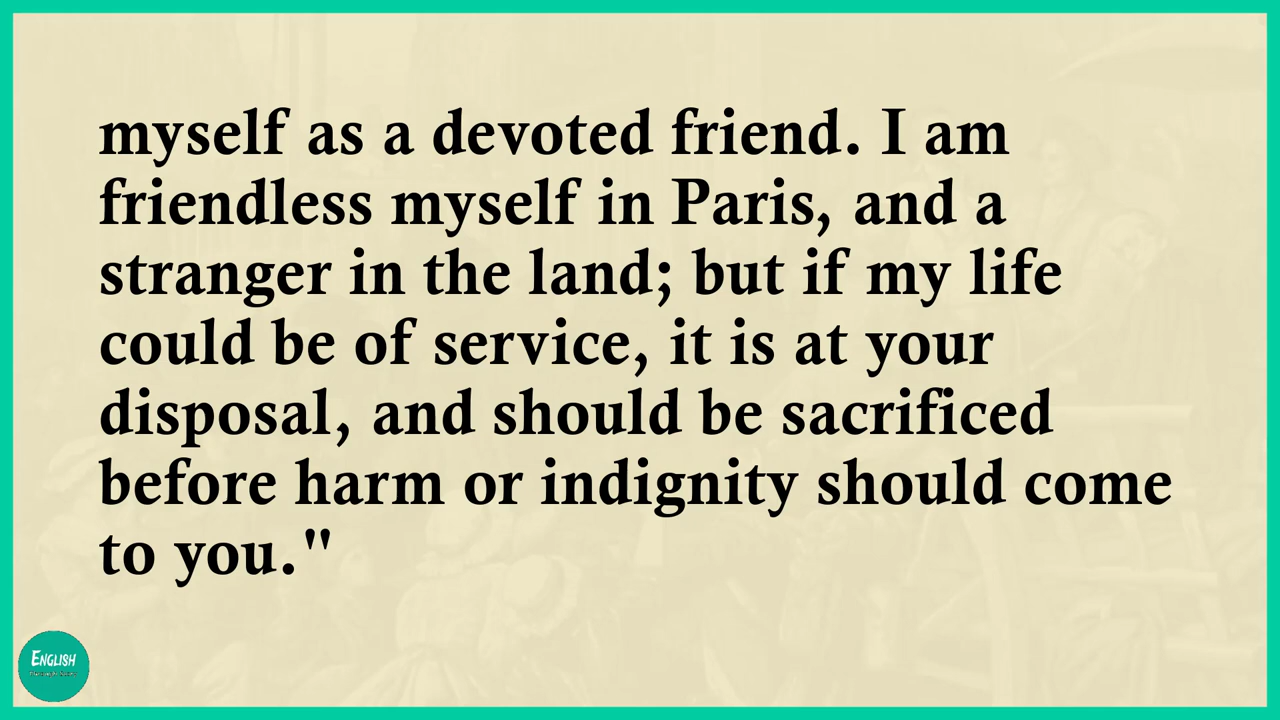 myself as a devoted friend. I am
friendless myself in Paris, and a
stranger in the land; but if my life
could be of service, it is at your
disposal, and should be sacrificed
before harm or indignity should come
to you."
ENGLISH